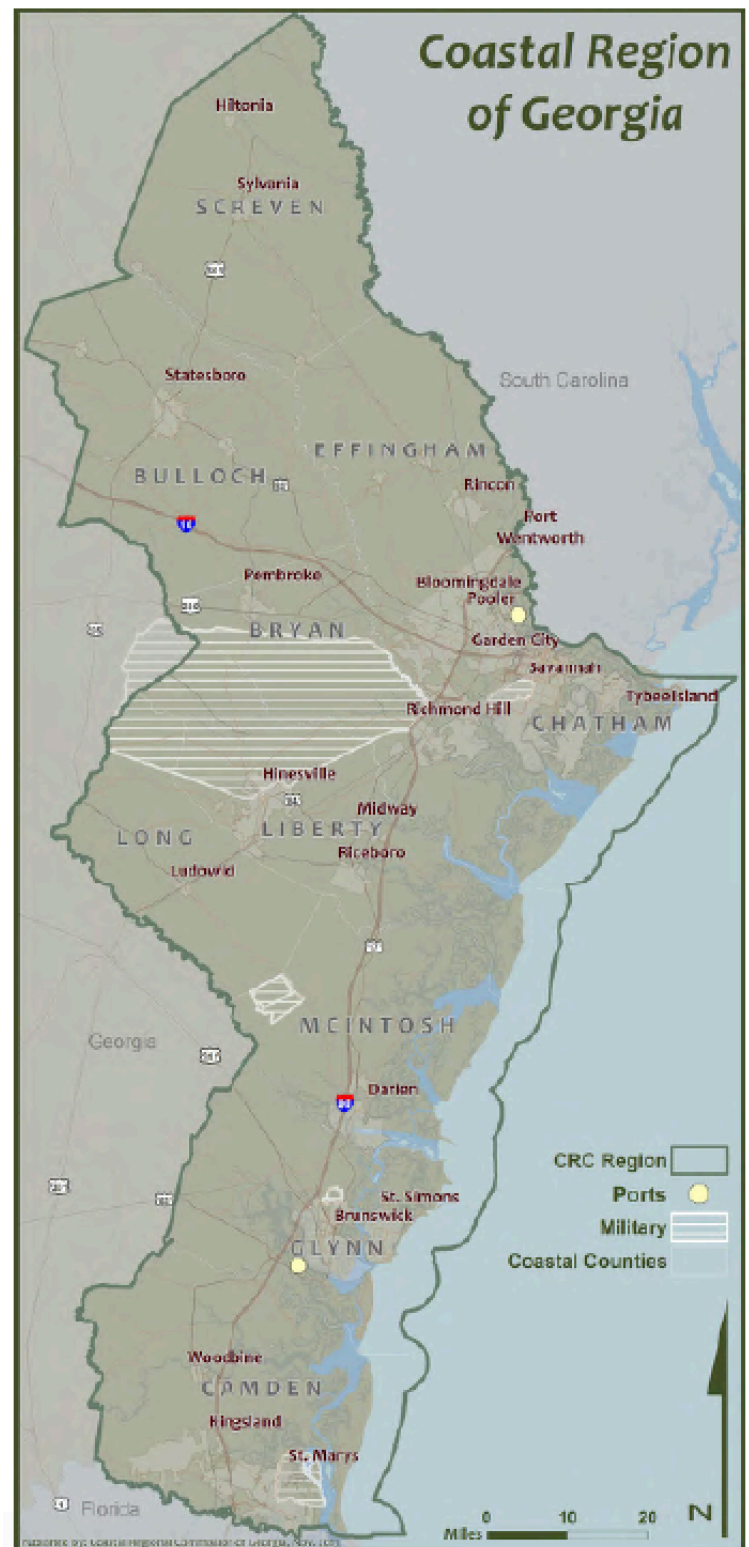 Coastal Region
of Georgia
Hiltonia
Sylvania
SCREVEN
Statesboro
South Carolina
EFFINGHAM
BULLOCH
Rincon
Port
Wentworth
Pembroke
Bloomingdale
Pooler
BRYAN
Garden City
Savannah
Tybee Island
Richmond Hill
CHATHAM
Hinesville
Midway
LONG
LIBERTY
Riceboro
Ludowici
MCINTOSH
Georgia
Darien
CRC Region
Ports
St. Simons
Brunswick
Military
GLYNN
Coastal Counties
Woodbine
CAMDEN
Kingsland
St. Marys
Florida
0 10 20
Miles
N